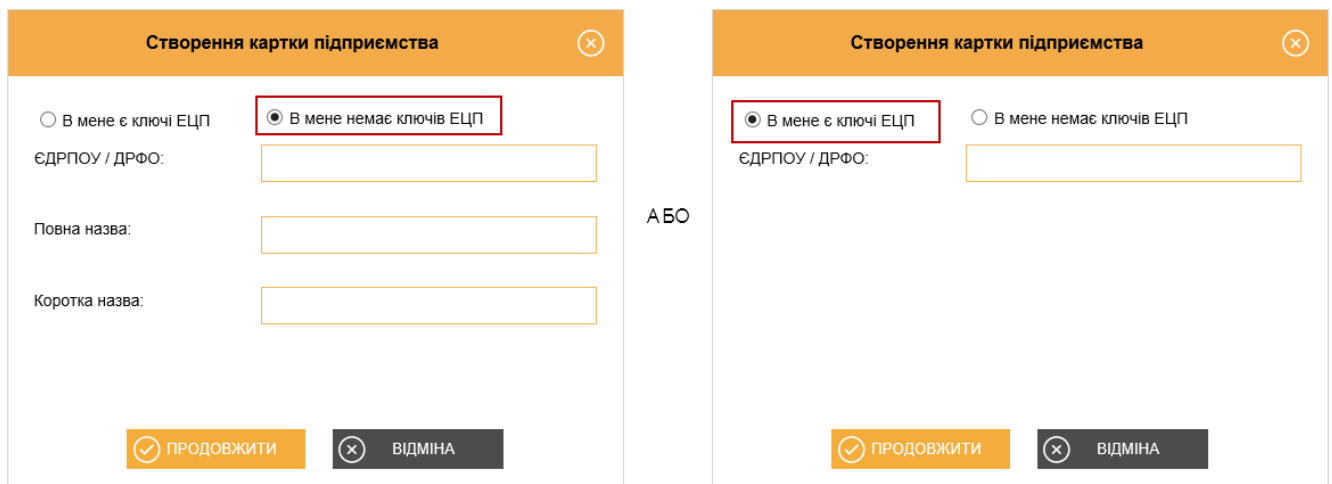 Створення картки підприємства
В мене є ключі ЕЦП
В мене немає ключів ЕЦП
ЄДРПОУ / ДРФО:
Повна назва:
Коротка назва:
ПРОДОВЖИТИ
ВІДМІНА
АБО
Створення картки підприємства
В мене є ключі ЕЦП
В мене немає ключів ЕЦП
ЄДРПОУ / ДРФО:
ПРОДОВЖИТИ
ВІДМІНА